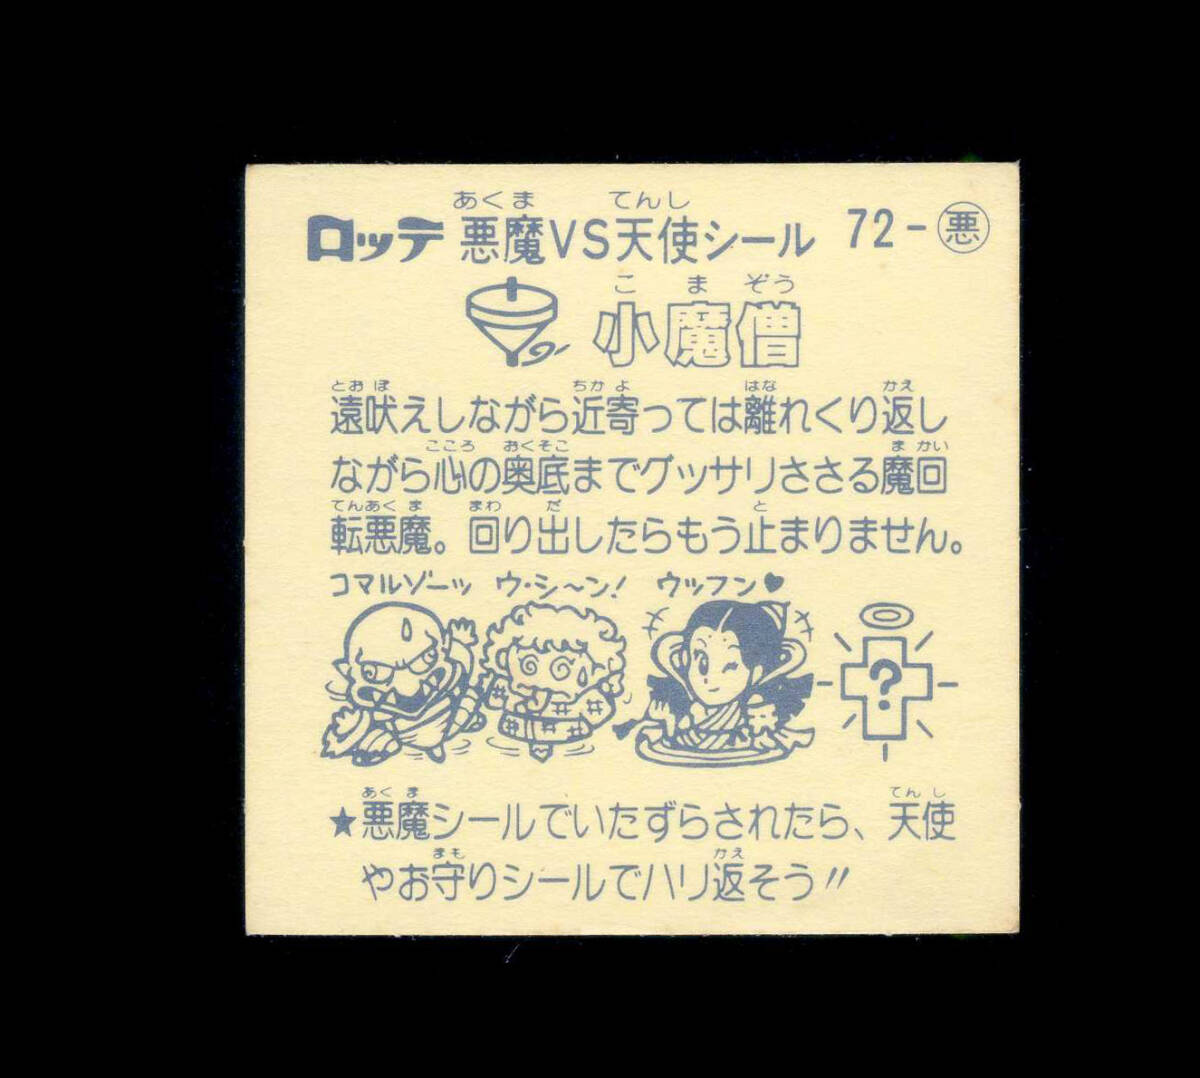 あくま てんし
ロッテ 悪魔VS天使シール 72-悪
こ ま ぞう
小魔僧
とおぼ ちかよ はな かえ
遠吠えしながら近寄っては離れくり返し
こころ おくそこ まかい
ながら心の奥底までグッサリささる魔回
てんあくま まわ だ と
転悪魔。回り出したらもう止まりません。
コマルゾーッ ウ・シ〜ン! ウッフン♥
?
あくま てんし
★悪魔シールでいたずらされたら、天使
まも かえ
やお守りシールでハリ返そう!!